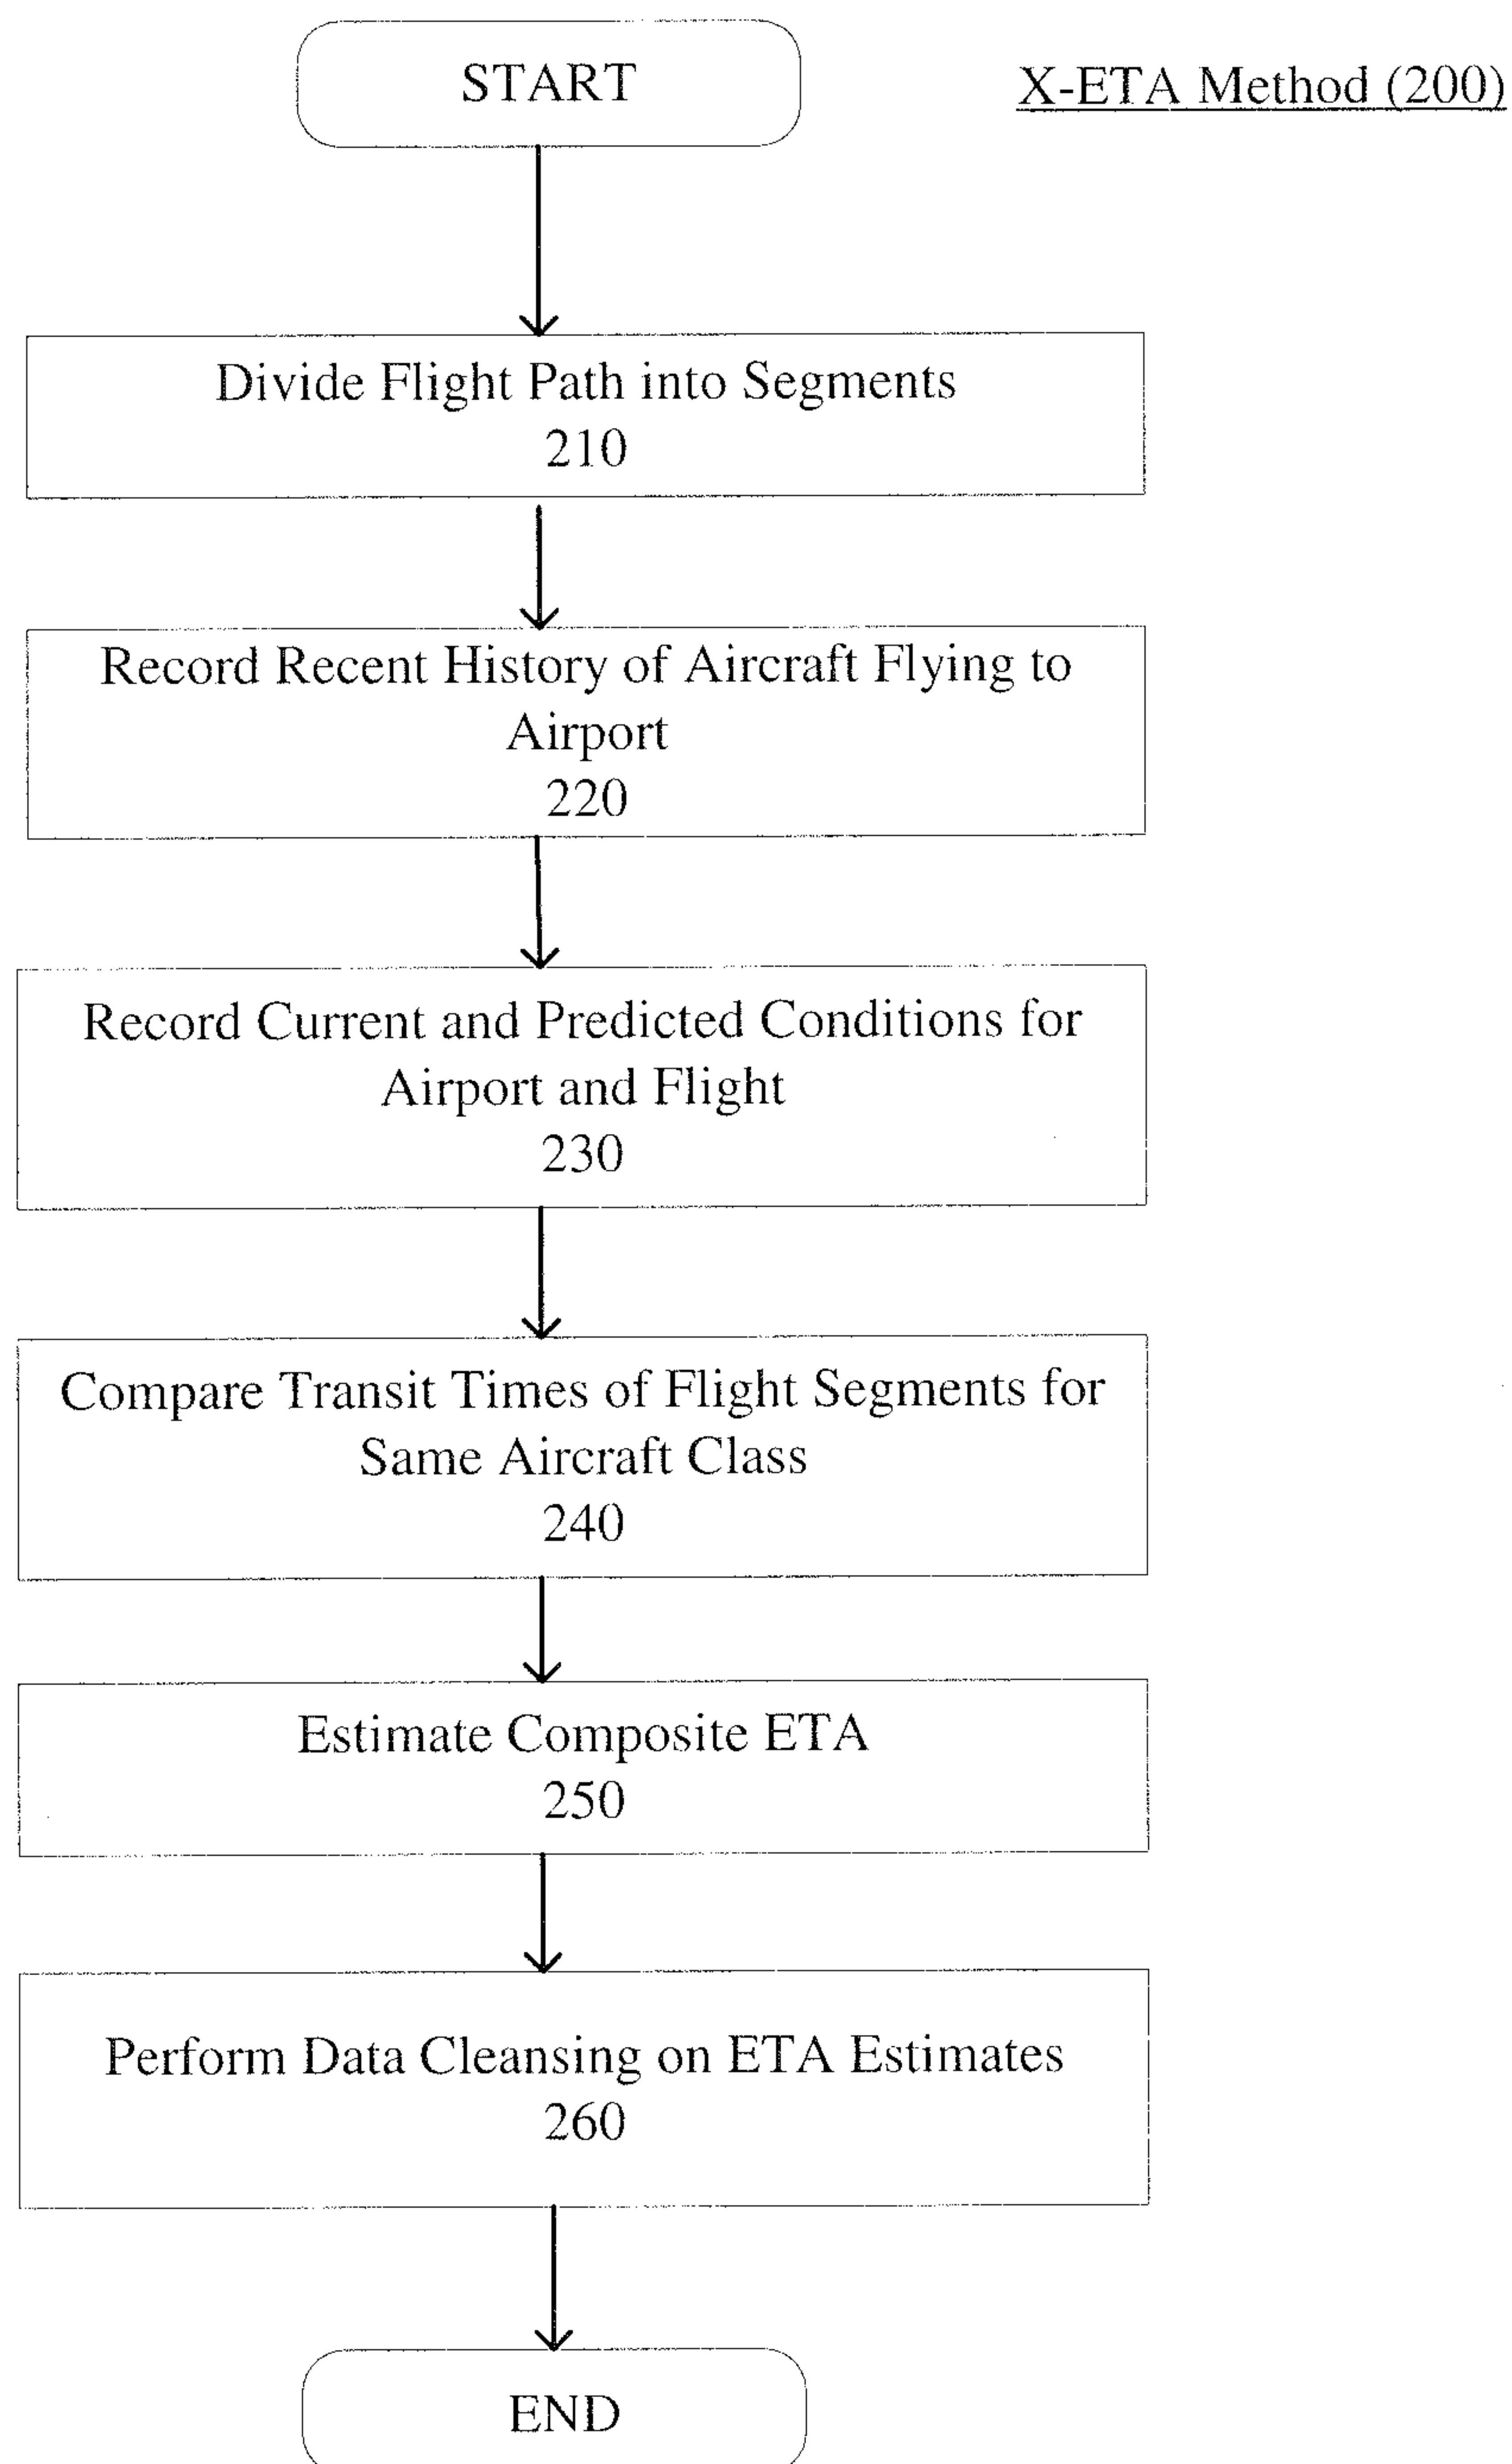 START
X-ETA Method (200)
Divide Flight Path into Segments
210
Record Recent History of Aircraft Flying to
Airport
220
Record Current and Predicted Conditions for
Airport and Flight
230
Compare Transit Times of Flight Segments for
Same Aircraft Class
240
Estimate Composite ETA
250
Perform Data Cleansing on ETA Estimates
260
END